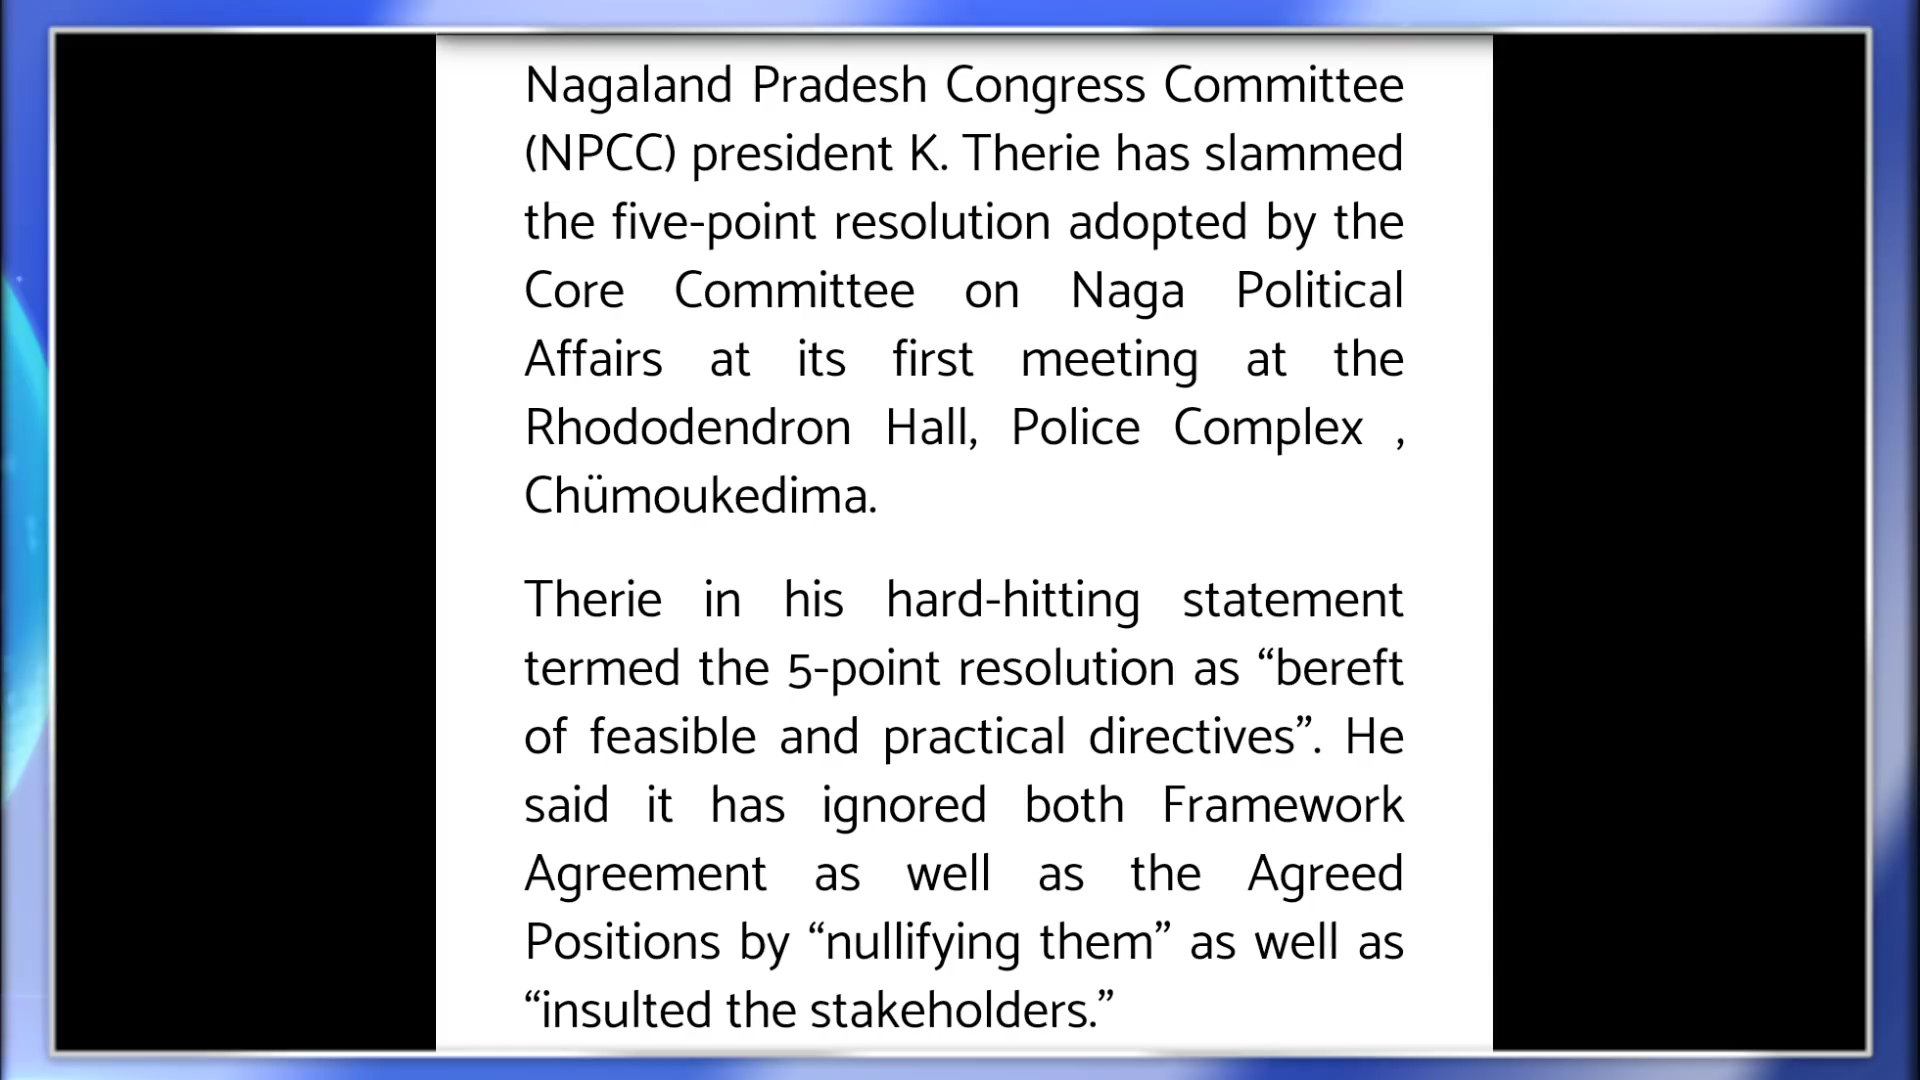 Nagaland Pradesh Congress Committee
(NPCC) president K. Therie has slammed
the five-point resolution adopted by the
Core Committee on Naga Political
Affairs at its first meeting at the
Rhododendron Hall, Police Complex ,
Chümoukedima.
Therie in his hard-hitting statement
termed the 5-point resolution as “bereft
of feasible and practical directives”. He
said it has ignored both Framework
Agreement as well as the Agreed
Positions by “nullifying them” as well as
“insulted the stakeholders.”